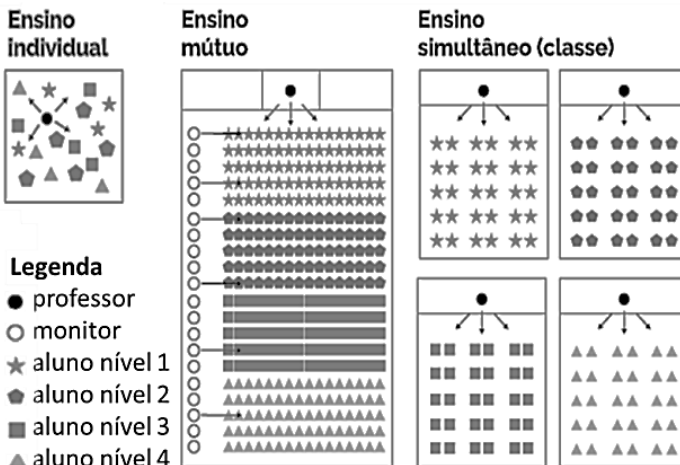 Ensino
individual
Ensino
mútuo
Ensino
simultâneo (classe)
Legenda
professor
monitor
aluno nível 1
aluno nível 2
aluno nível 3
aluno nível 4